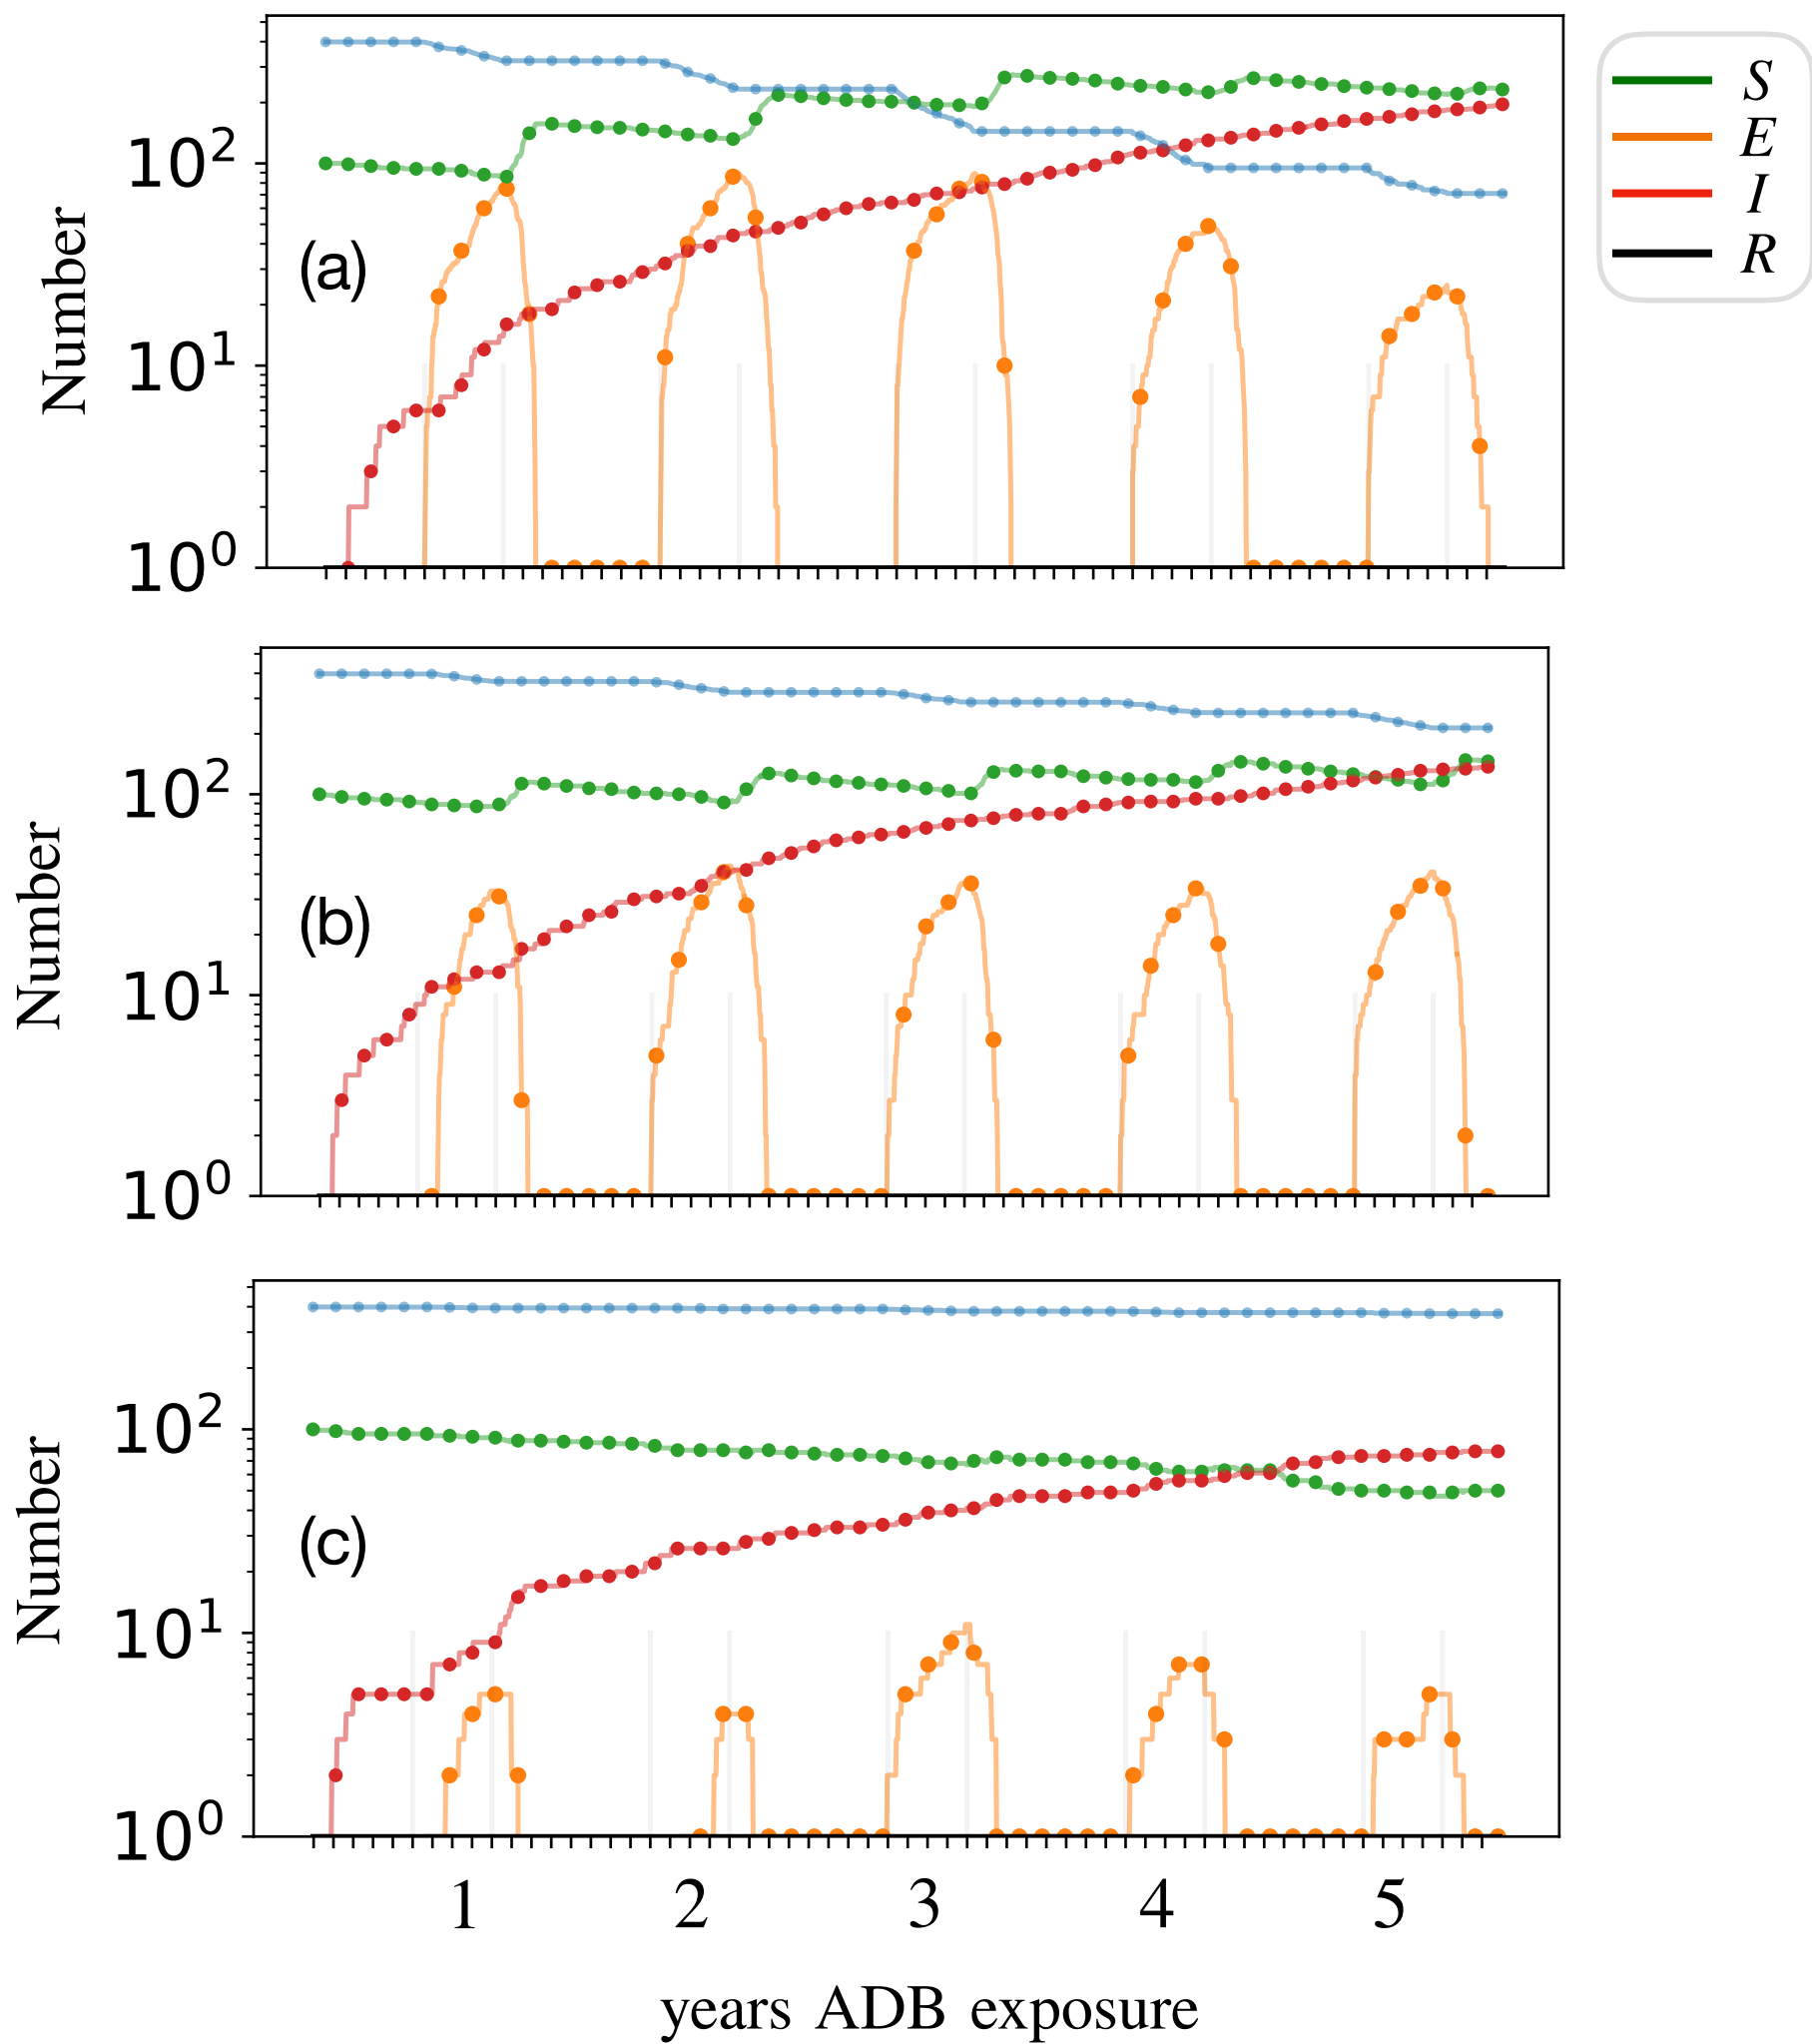 S
E
I
R
Number
10²
10¹
10⁰
(a)
Number
10²
10¹
10⁰
(b)
Number
10²
10¹
10⁰
(c)
1 2 3 4 5
years ADB exposure